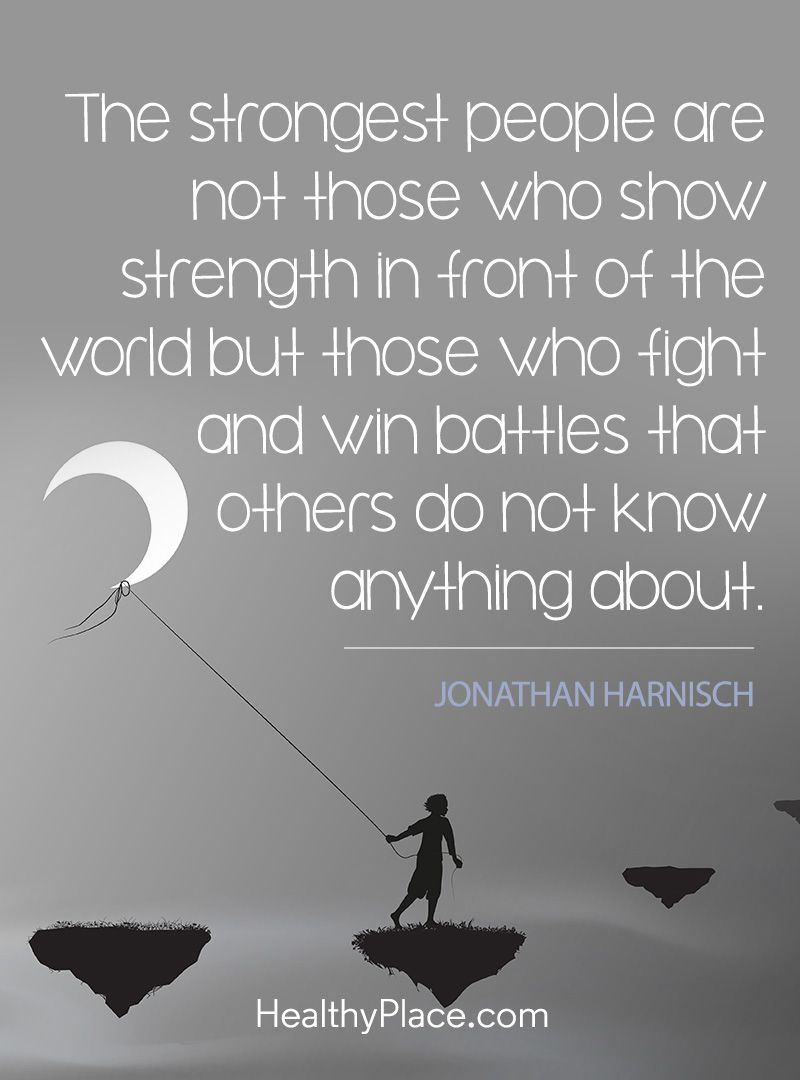 The strongest people are
not those who show
strength in front of the
world but those who fight
and win battles that
others do not know
anything about.
JONATHAN HARNISCH
HealthyPlace.com